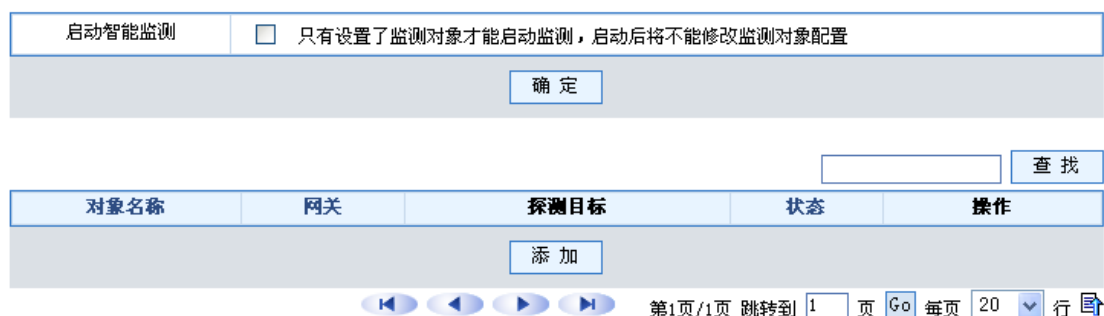 启动智能监测 只有设置了监测对象才能启动监测，启动后将不能修改监测对象配置
确 定
查 找
对象名称 网关 探测目标 状态 操作
添 加
第1页/1页 跳转到 1 页 Go 每页 20 行